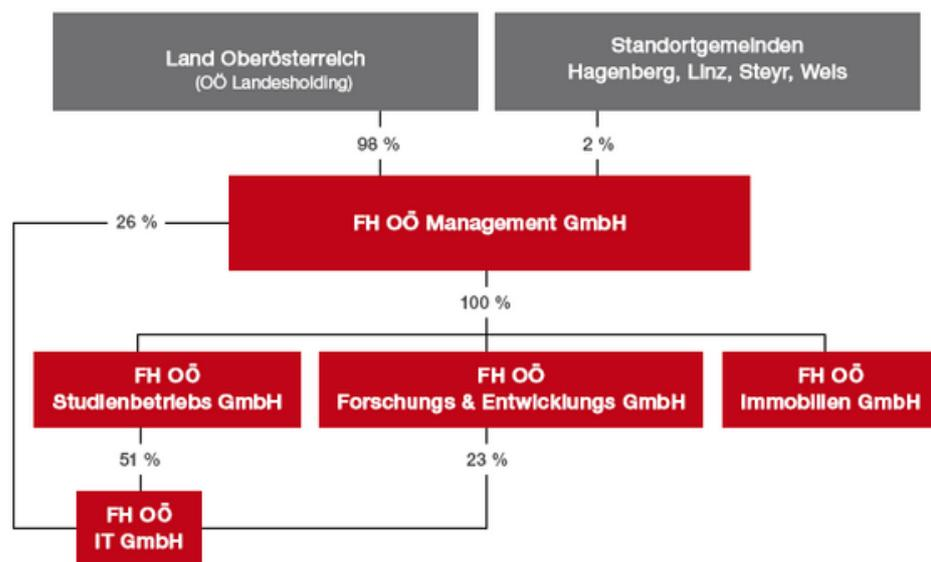 Land Oberösterreich
(OÖ Landesholding)
Standortgemeinden
Hagenberg, Linz, Steyr, Wels
98 %
2 %
26 %
FH OÖ Management GmbH
100 %
FH OÖ
Studienbetriebs GmbH
FH OÖ
Forschungs & Entwicklungs GmbH
FH OÖ
Immobilien GmbH
51 %
23 %
FH OÖ
IT GmbH